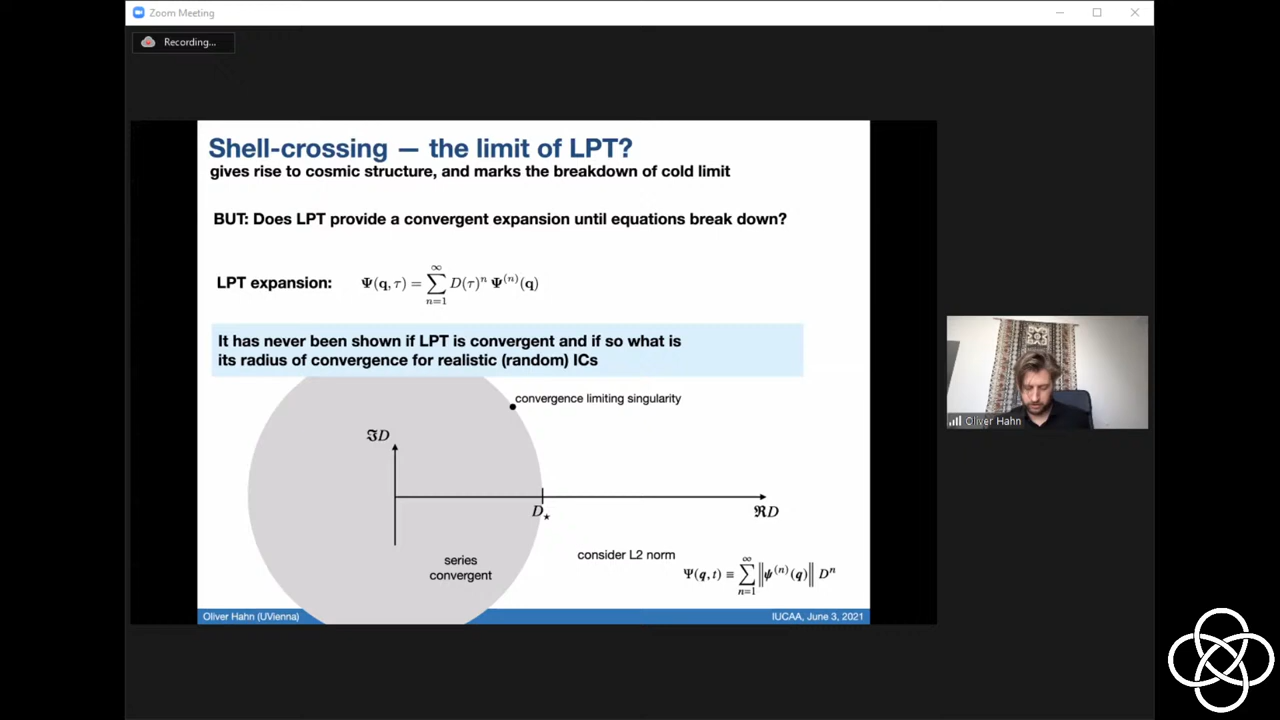 Zoom Meeting
Recording...
Shell-crossing — the limit of LPT?
gives rise to cosmic structure, and marks the breakdown of cold limit
BUT: Does LPT provide a convergent expansion until equations break down?
LPT expansion: Ψ(q, τ) = ∑_{n=1}^{∞} D(τ)^n Ψ^{(n)}(q)
It has never been shown if LPT is convergent and if so what is
its radius of convergence for realistic (random) ICs
convergence limiting singularity
ℑD
D⋆
ℜD
series
convergent
consider L2 norm
Ψ(q, t) ≡ ∑_{n=1}^{∞} ‖ψ^{(n)}(q)‖ D^n
Oliver Hahn (UVienna)
IUCAA, June 3, 2021
Oliver Hahn